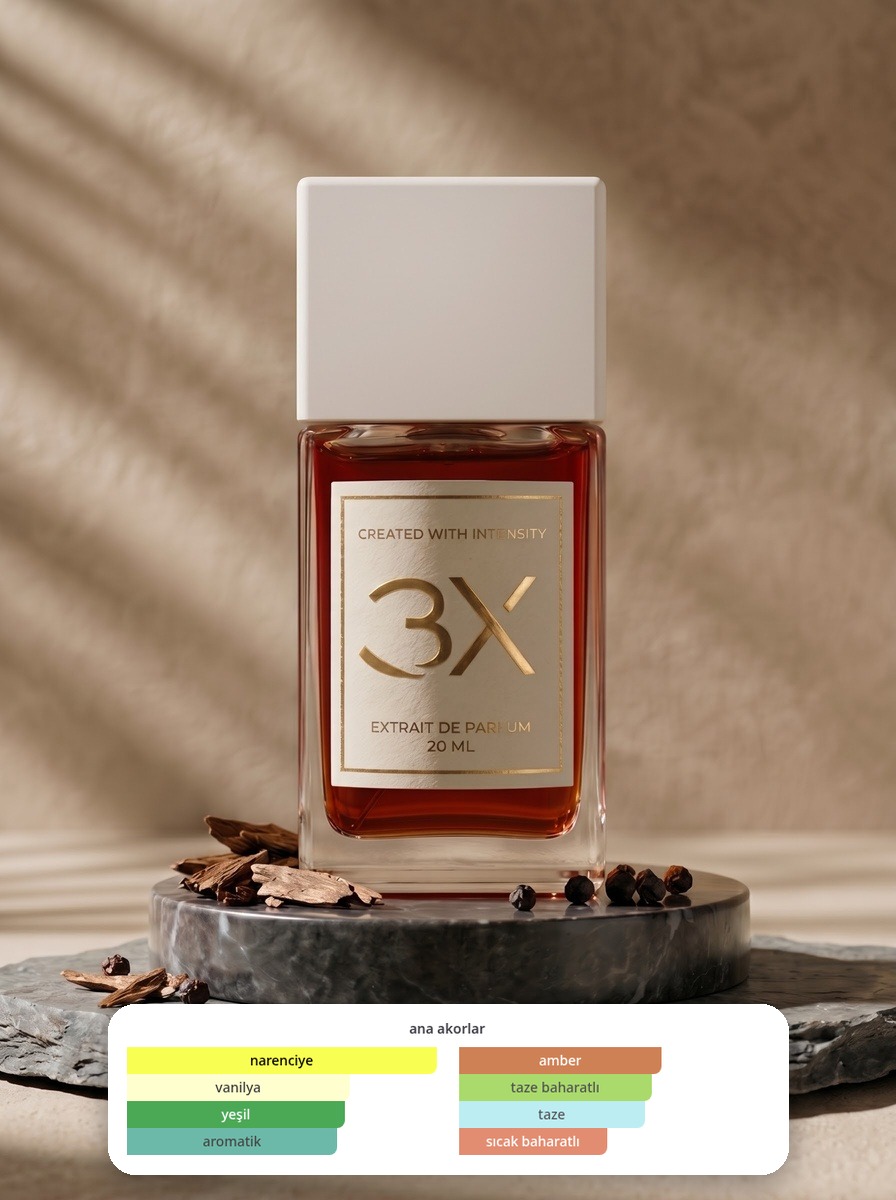 CREATED WITH INTENSITY
3X
EXTRAIT DE PARFUM
20 ML
ana akorlar
narenciye
vanilya
yeşil
aromatik
amber
taze baharatlı
taze
sıcak baharatlı